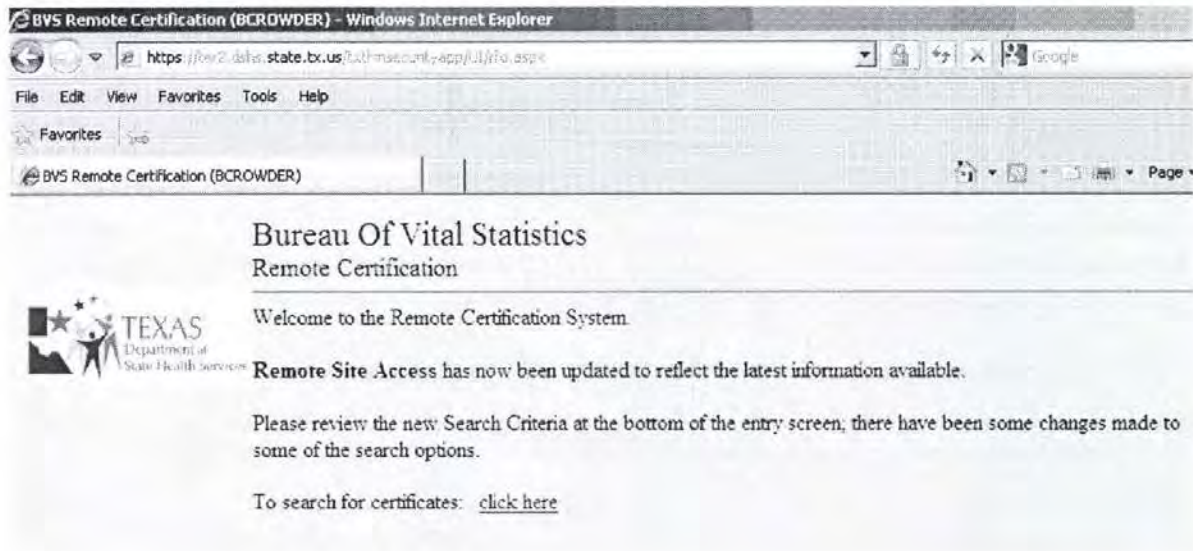 BVS Remote Certification (BCROWDER) - Windows Internet Explorer
https://
state.tx.us
Google
File Edit View Favorites Tools Help
Favorites
BVS Remote Certification (BCROWDER)
Page
Bureau Of Vital Statistics
Remote Certification
TEXAS
Department of
State Health Services
Welcome to the Remote Certification System.
Remote Site Access has now been updated to reflect the latest information available.
Please review the new Search Criteria at the bottom of the entry screen; there have been some changes made to
some of the search options.
To search for certificates: click here